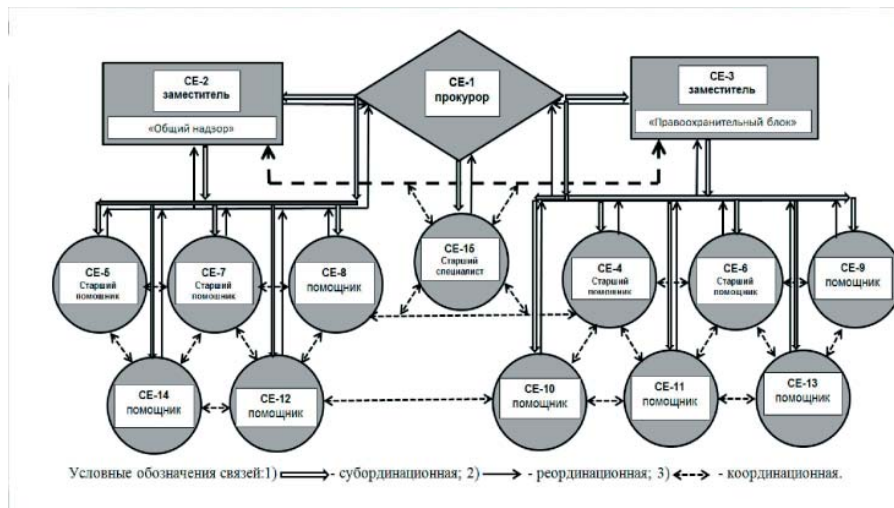 СЕ-2
заместитель
«Общий надзор»
СЕ-1
прокурор
СЕ-3
заместитель
«Правоохранительный блок»
СЕ-5
Старший
помошник
СЕ-7
Старший
помошник
СЕ-8
помощник
СЕ-15
Старший
специалист
СЕ-4
Старший
помошник
СЕ-6
Старший
помощник
СЕ-9
помощник
СЕ-14
помощник
СЕ-12
помощник
СЕ-10
помощник
СЕ-11
помощник
СЕ-13
помощник
Условные обозначения связей:1) - субординационная; 2) - реординационная; 3) - координационная.